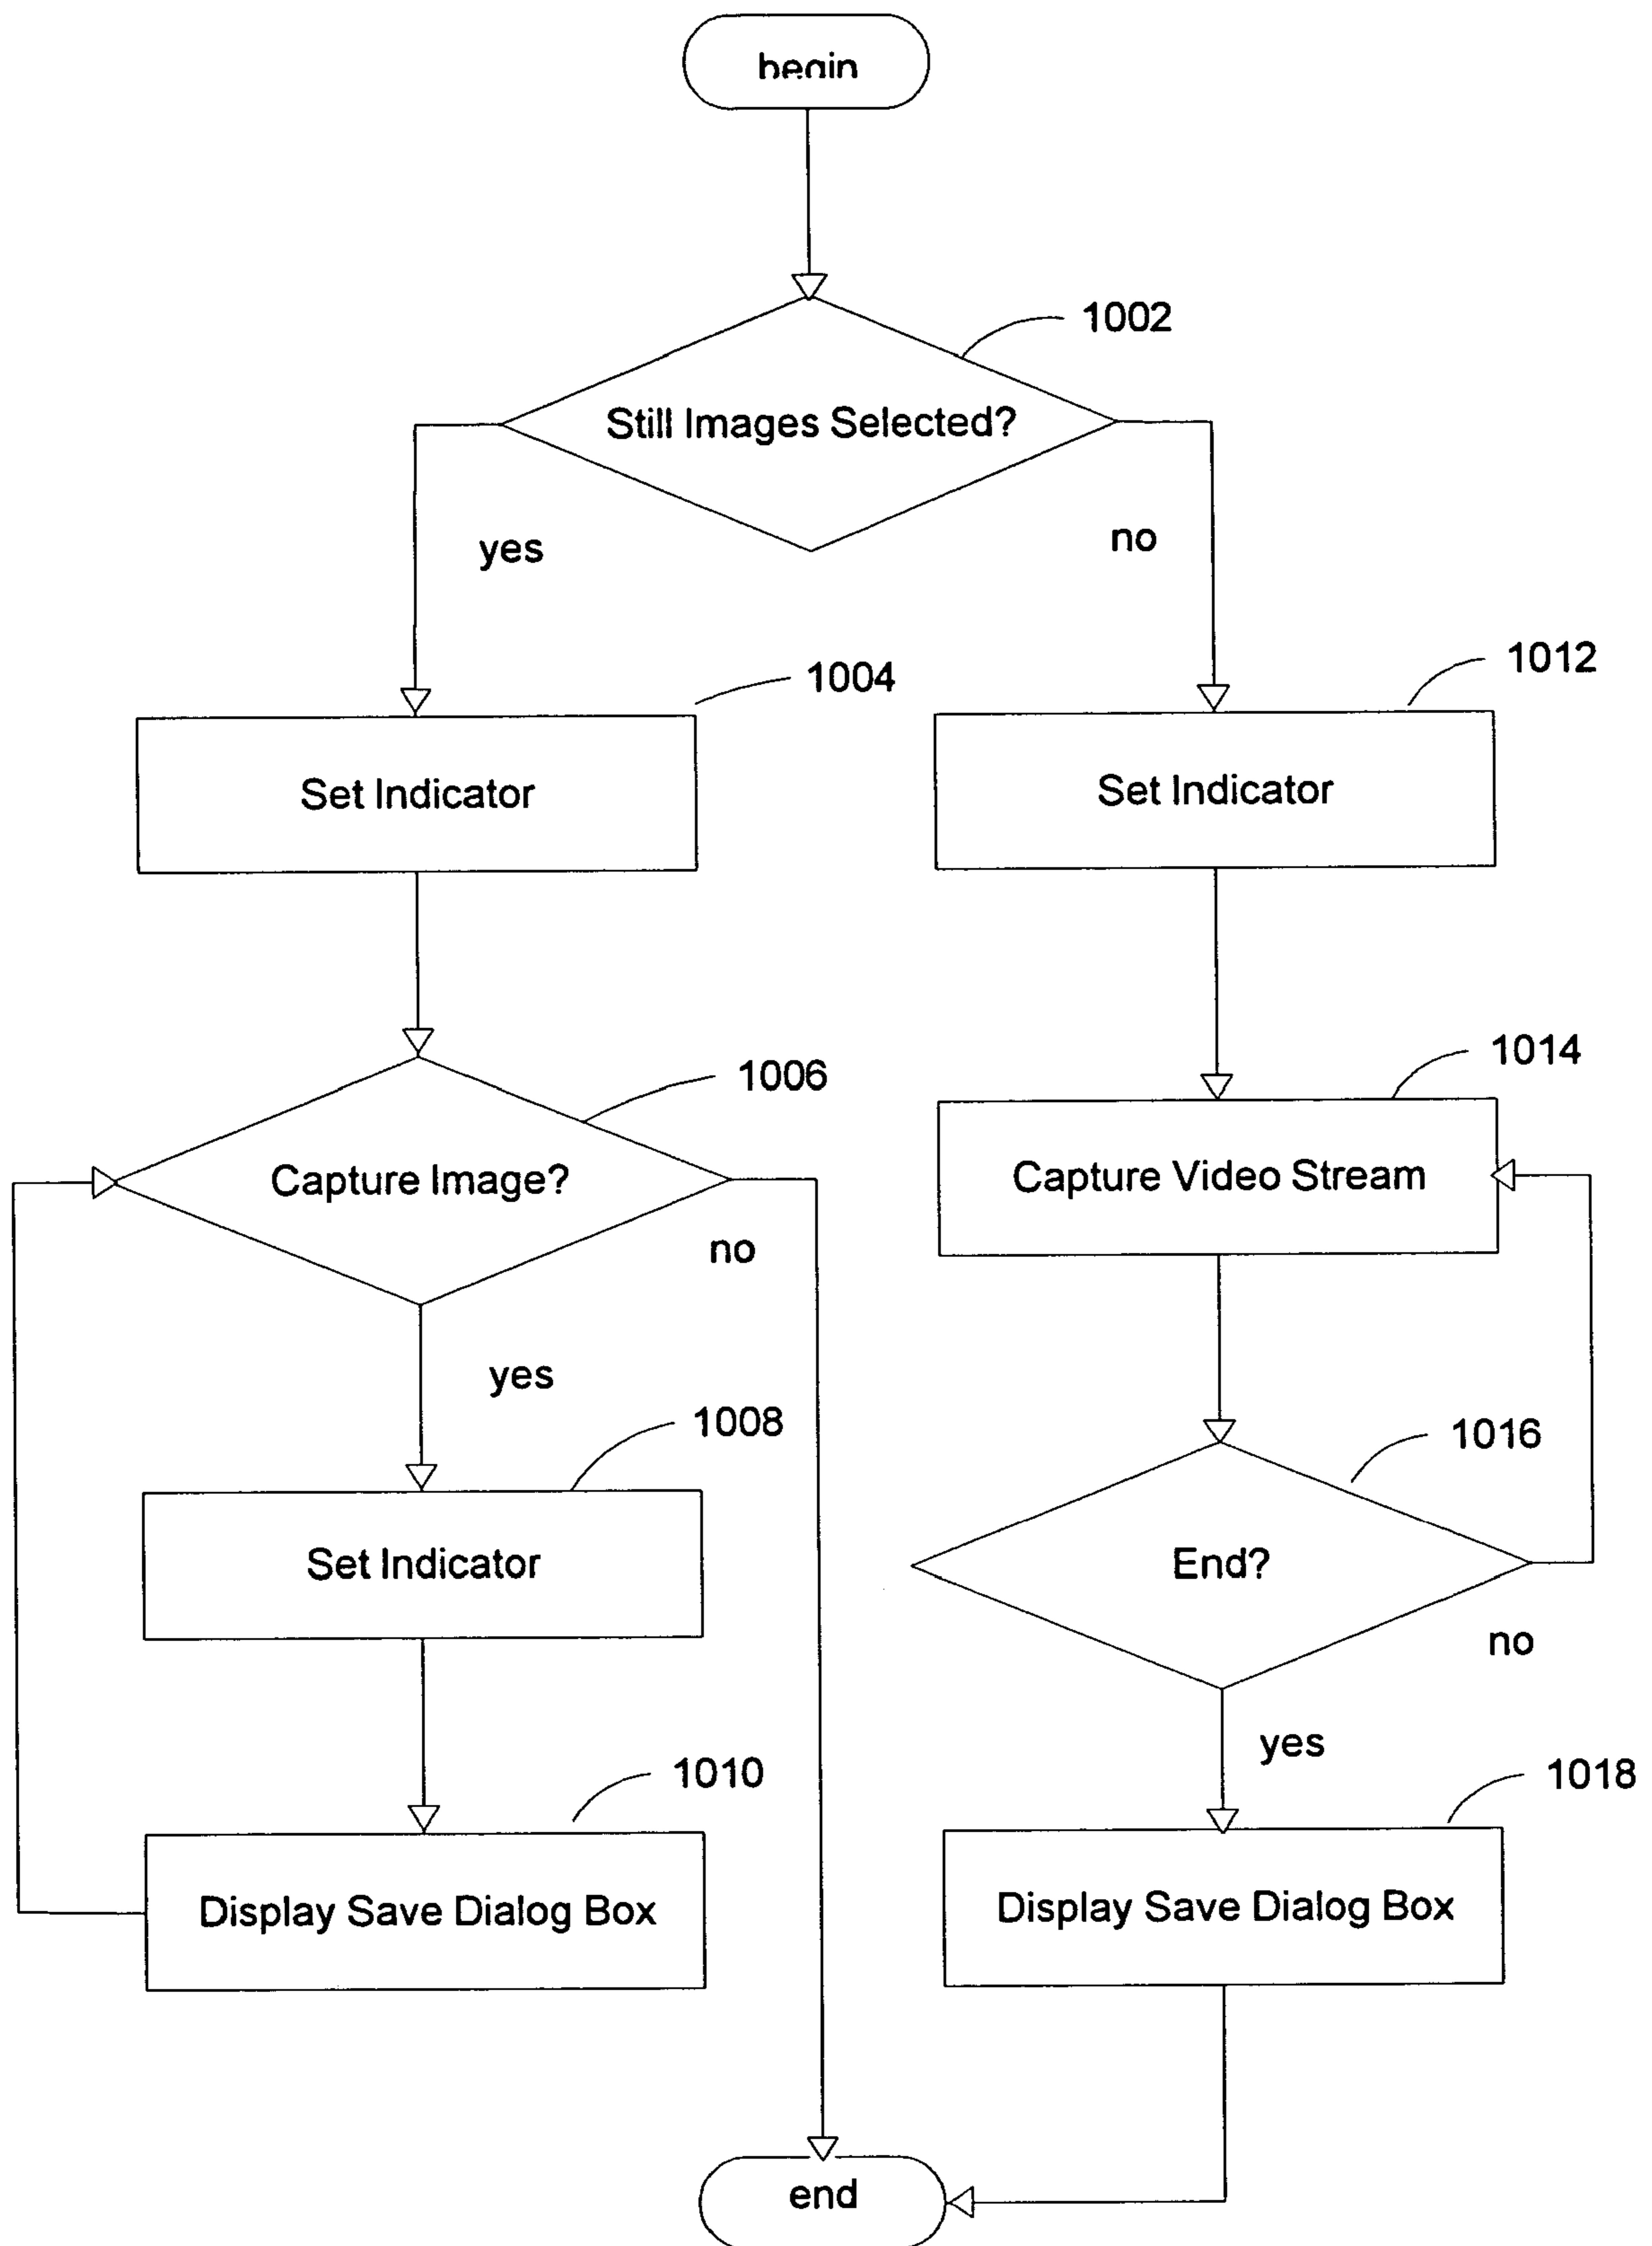 begin
1002
Still Images Selected?
yes
no
1004
1012
Set Indicator
Set Indicator
1006
1014
Capture Image?
Capture Video Stream
no
yes
1008
1016
Set Indicator
End?
no
yes
1010
1018
Display Save Dialog Box
Display Save Dialog Box
end